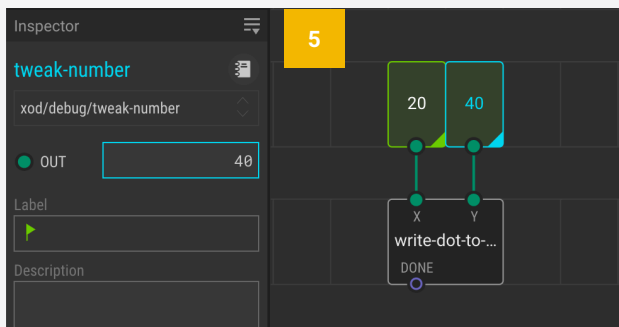 Inspector
tweak-number
xod/debug/tweak-number
OUT
40
Label
Description
5
20
40
X
Y
write-dot-to-...
DONE